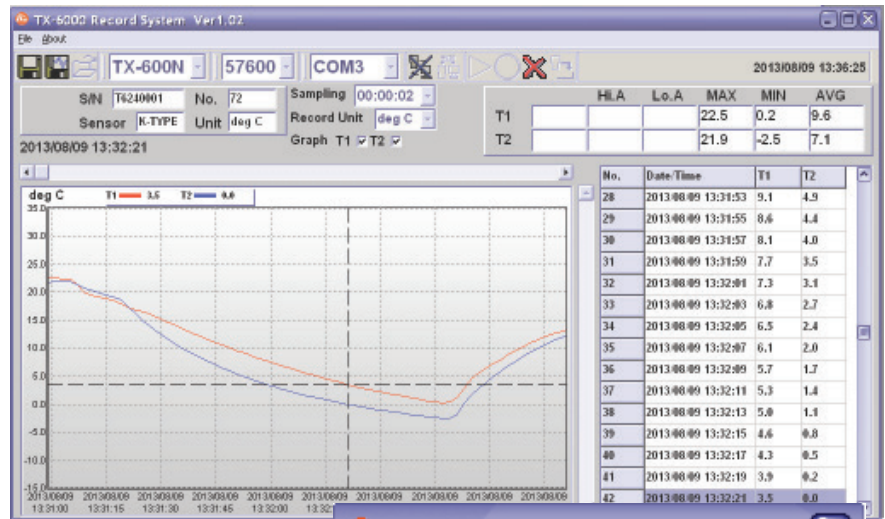 TX-6000 Record System Ver1.02
File About
TX-600N 57600 COM3 2013/08/09 13:36:25
S/N T6240001 No. 72
Sensor K-TYPE Unit deg C
2013/08/09 13:32:21
Sampling 00:00:02
Record Unit deg C
Graph T1 T2
Hi.A Lo.A MAX MIN AVG
T1 22.5 0.2 9.6
T2 21.9 -2.5 7.1
deg C T1 3.5 T2 0.0
35.0
30.0
25.0
20.0
15.0
10.0
5.0
0.0
-5.0
-10.0
-15.0
2013/08/09 2013/08/09 2013/08/09 2013/08/09 2013/08/09 2013/08/09 2013/08/09 2013/08/09 2013/08/09 2013/08/09
13:31:00 13:31:15 13:31:30 13:31:45 13:32:00
No. Date/Time T1 T2
28 2013/08/09 13:31:53 9.1 4.9
29 2013/08/09 13:31:55 8.6 4.4
30 2013/08/09 13:31:57 8.1 4.0
31 2013/08/09 13:31:59 7.7 3.5
32 2013/08/09 13:32:01 7.3 3.1
33 2013/08/09 13:32:03 6.8 2.7
34 2013/08/09 13:32:05 6.5 2.4
35 2013/08/09 13:32:07 6.1 2.0
36 2013/08/09 13:32:09 5.7 1.7
37 2013/08/09 13:32:11 5.3 1.4
38 2013/08/09 13:32:13 5.0 1.1
39 2013/08/09 13:32:15 4.6 0.8
40 2013/08/09 13:32:17 4.3 0.5
41 2013/08/09 13:32:19 3.9 0.2
42 2013/08/09 13:32:21 3.5 0.0